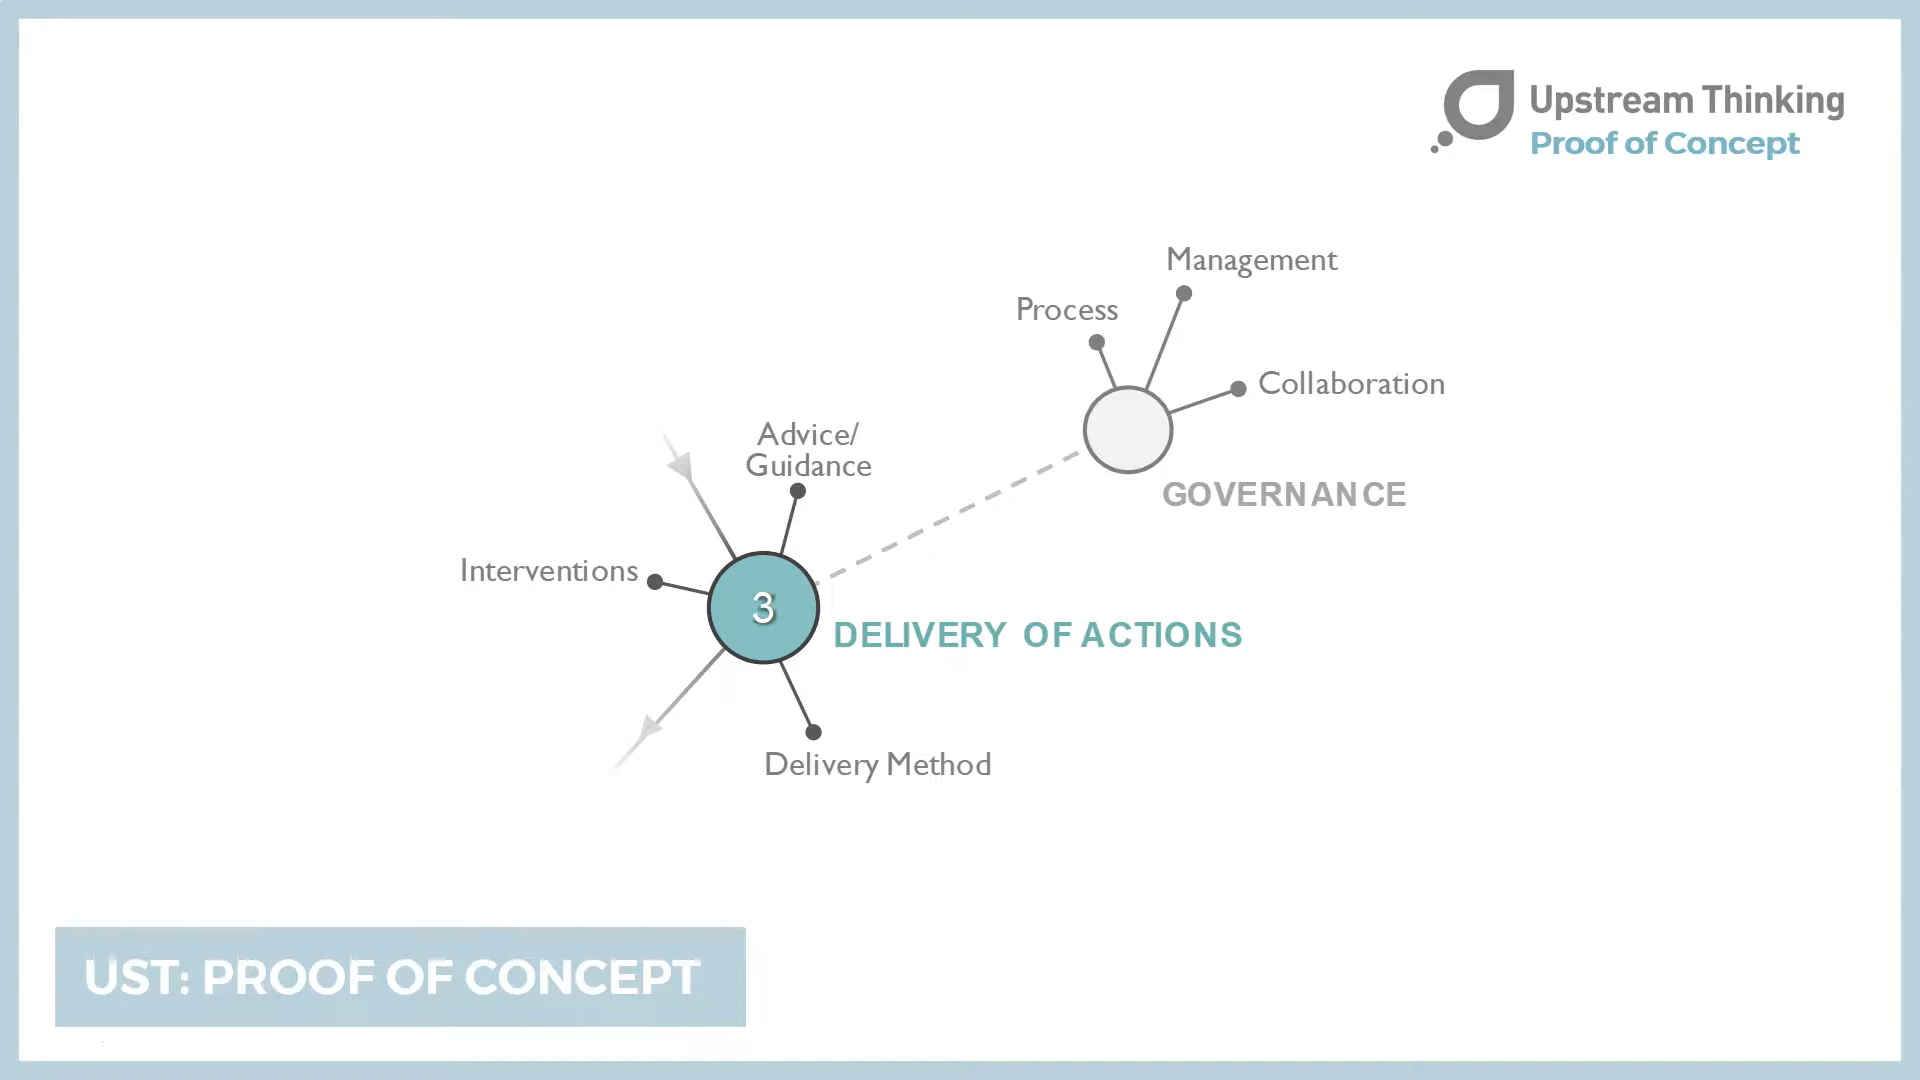 Upstream Thinking
Proof of Concept
Management
Process
Collaboration
Advice/
Guidance
GOVERNANCE
Interventions
3
DELIVERY OF ACTIONS
Delivery Method
UST: PROOF OF CONCEPT